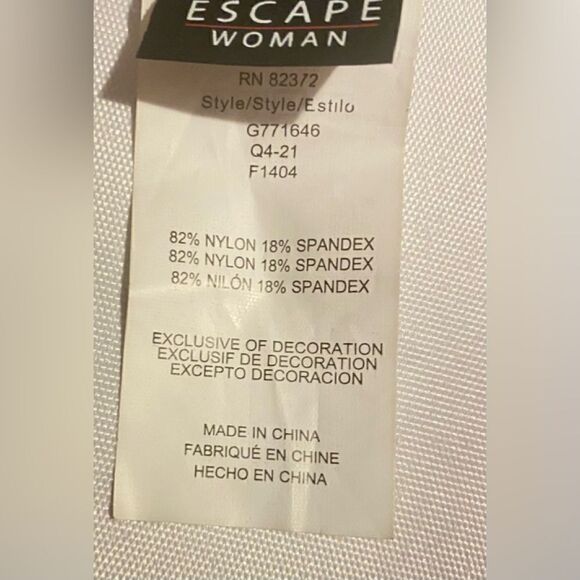 ESCAPE
WOMAN
RN 82372
Style/Style/Estilo
G771646
Q4-21
F1404
82% NYLON 18% SPANDEX
82% NYLON 18% SPANDEX
82% NILÓN 18% SPANDEX
EXCLUSIVE OF DECORATION
EXCLUSIF DE DECORATION
EXCEPTO DECORACION
MADE IN CHINA
FABRIQUÉ EN CHINE
HECHO EN CHINA